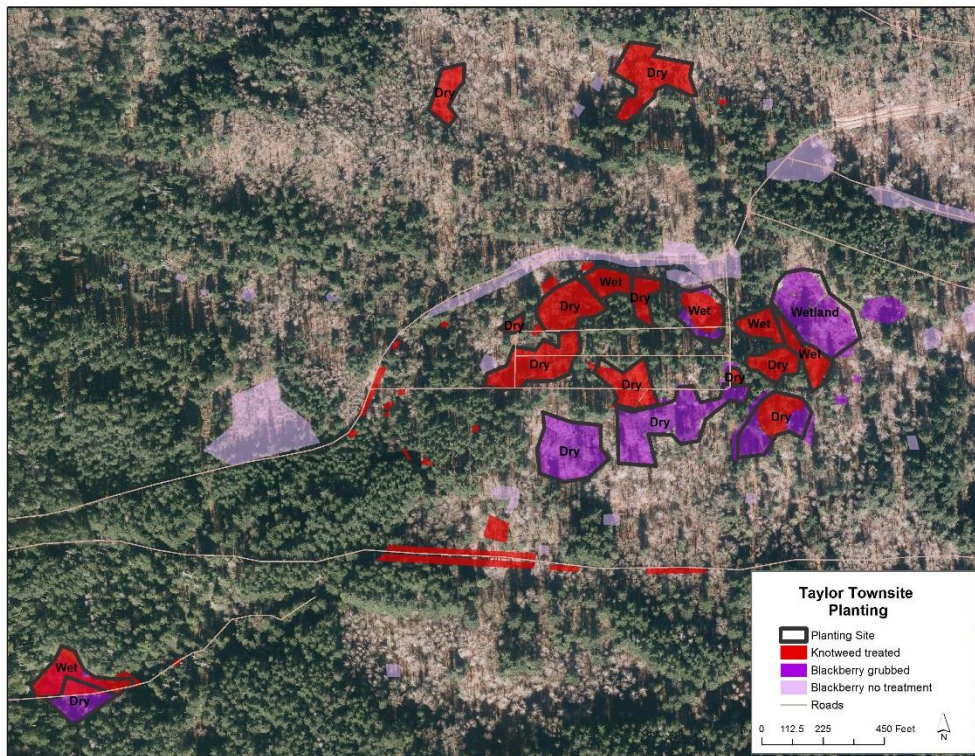 Dry
Dry
Wet
Dry
Dry
Wet
Wetland
Dry
Wet
Wet
Dry
Dry
Dry
Dry
Dry
Dry
Dry
Dry
Wet
Dry
Taylor Townsite
Planting
Planting Site
Knotweed treated
Blackberry grubbed
Blackberry no treatment
Roads
0 112.5 225 450 Feet
N